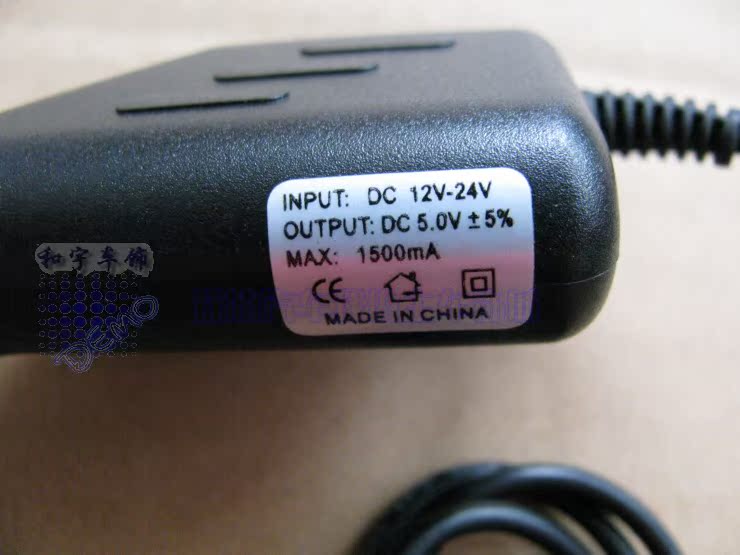 INPUT: DC 12V-24V
OUTPUT: DC 5.0V ±5%
MAX: 1500mA
CE
MADE IN CHINA
和宇车饰
DEMO